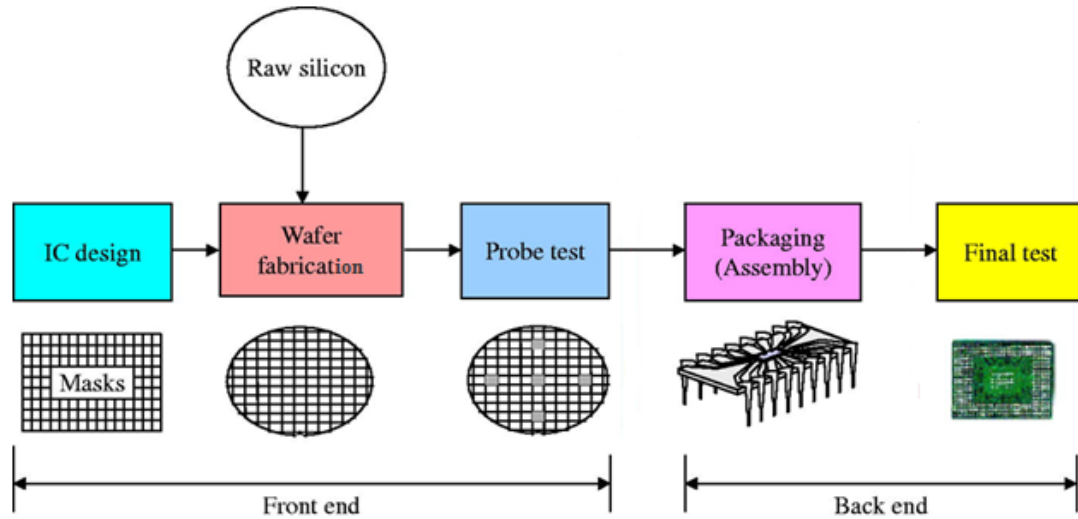 Raw silicon
IC design
Wafer
fabrication
Probe test
Packaging
(Assembly)
Final test
Masks
Front end
Back end